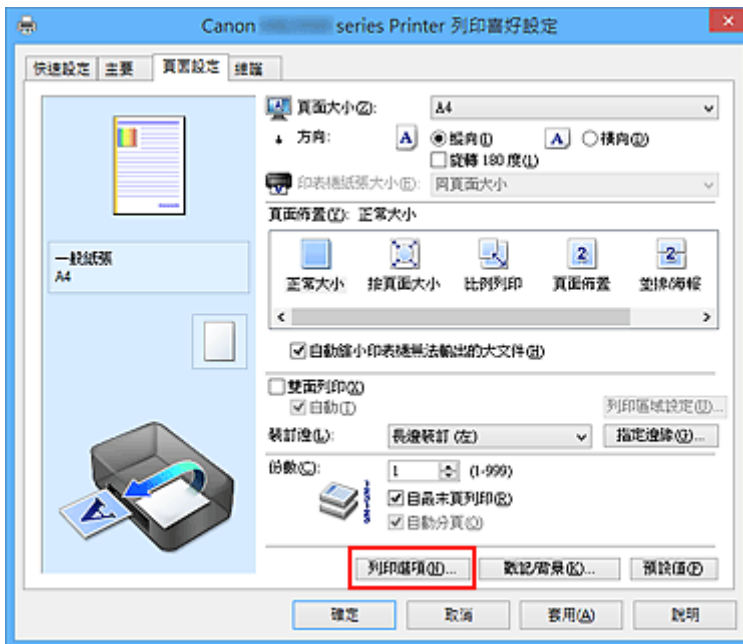 Canon series Printer 列印喜好設定
快速設定 主要 頁面設定 維護
頁面大小(Z): A4
方向: A 縱向(I) A 橫向(D)
旋轉 180 度(L)
印表機紙張大小(E): 同頁面大小
頁面佈置(Y): 正常大小
一般紙張
A4
正常大小 按頁面大小 比例列印 頁面佈置 並排/海報
自動縮小印表機無法輸出的大文件(H)
雙面列印(X)
自動(T) 列印區域設定(U)...
裝訂邊(L): 長邊裝訂 (左) 指定邊緣(G)...
份數(C): 1 (1-999)
自最末頁列印(R)
自動分頁(O)
列印選項(N)... 戳記/背景(K)... 預設值(F)
確定 取消 套用(A) 說明